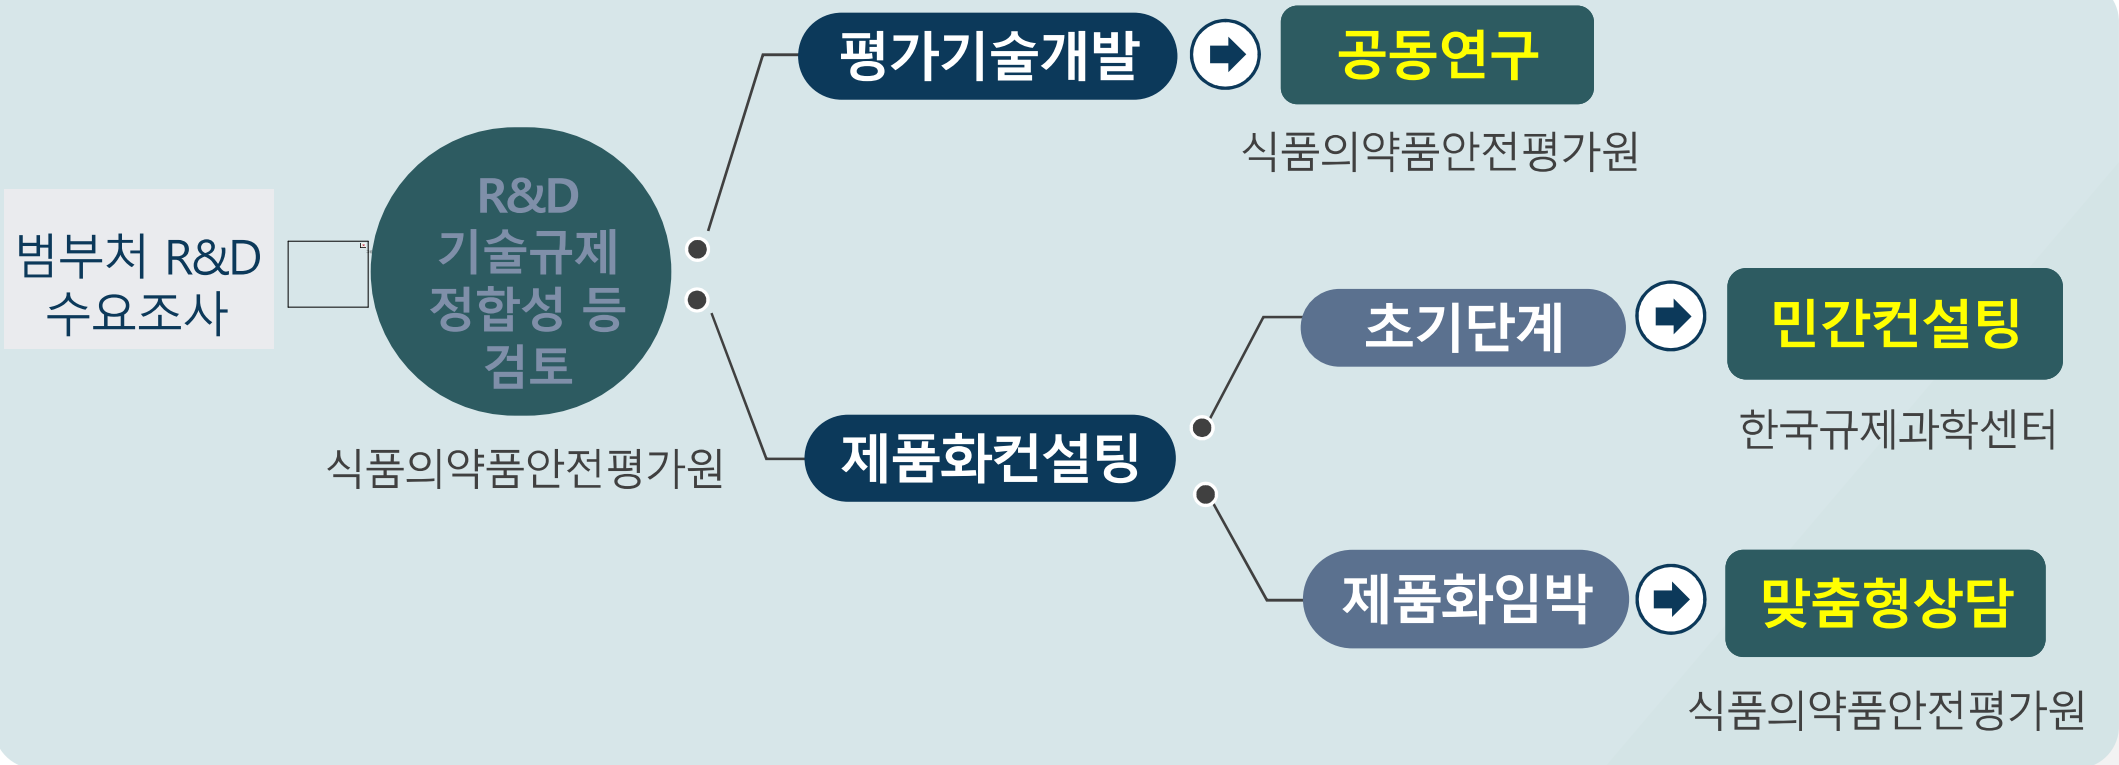 범부처 R&D
수요조사
R&D
기술규제
정합성 등
검토
식품의약품안전평가원
평가기술개발
공동연구
식품의약품안전평가원
제품화컨설팅
초기단계
민간컨설팅
한국규제과학센터
제품화임박
맞춤형상담
식품의약품안전평가원